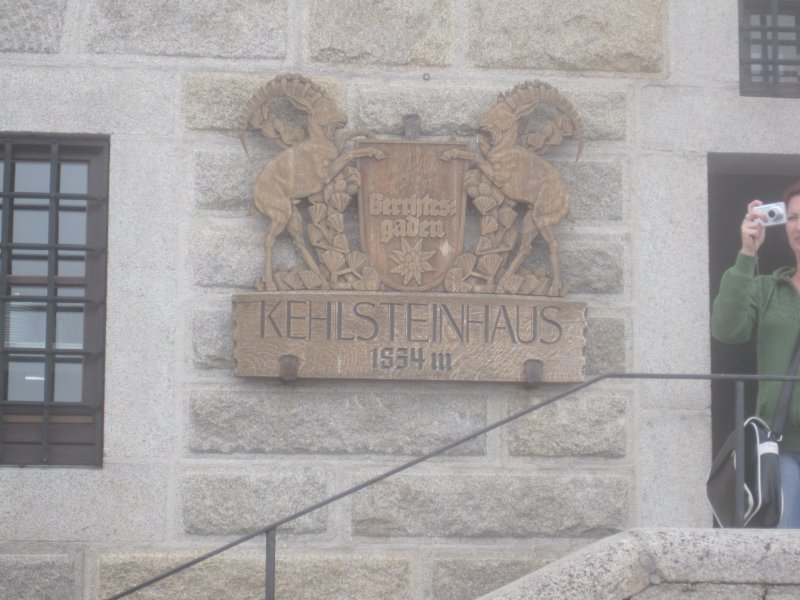 Berchtes-
gaden
KEHLSTEINHAUS
1834 m